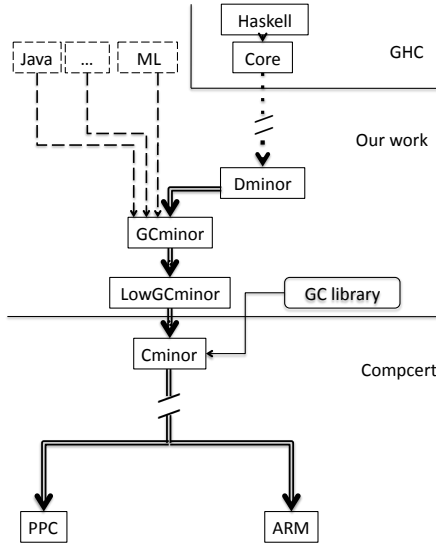 Haskell
Java
...
ML
Core
GHC
Our work
Dminor
GCminor
LowGCminor
GC library
Cminor
Compcert
PPC
ARM